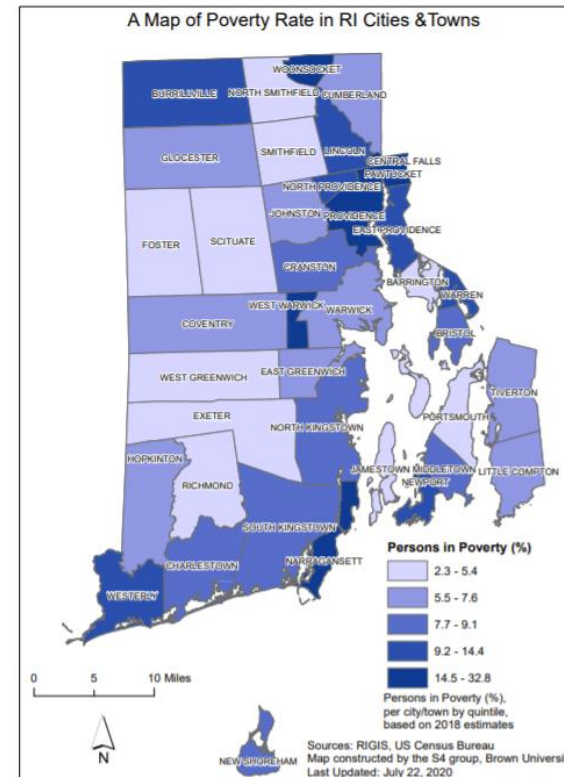 A Map of Poverty Rate in RI Cities &Towns
WOONSOCKET
BURRILLVILLE
NORTH SMITHFIELD
CUMBERLAND
LINCOLN
SMITHFIELD
GLOCESTER
CENTRAL FALLS
PAWTUCKET
NORTH PROVIDENCE
JOHNSTON
PROVIDENCE
EAST PROVIDENCE
FOSTER
SCITUATE
CRANSTON
BARRINGTON
WARREN
WEST WARWICK
WARWICK
COVENTRY
BRISTOL
WEST GREENWICH
EAST GREENWICH
TIVERTON
EXETER
PORTSMOUTH
NORTH KINGSTOWN
HOPKINTON
JAMESTOWN
MIDDLETOWN
LITTLE COMPTON
NEWPORT
RICHMOND
SOUTH KINGSTOWN
CHARLESTOWN
NARRAGANSETT
WESTERLY
Persons in Poverty (%)
2.3 - 5.4
5.5 - 7.6
7.7 - 9.1
9.2 - 14.4
14.5 - 32.8
Persons in Poverty (%),
per city/town by quintile,
based on 2018 estimates
0 5 10 Miles
N
NEW SHOREHAM
Sources: RIGIS, US Census Bureau
Map constructed by the S4 group, Brown Universi
Last Updated: July 22, 2020